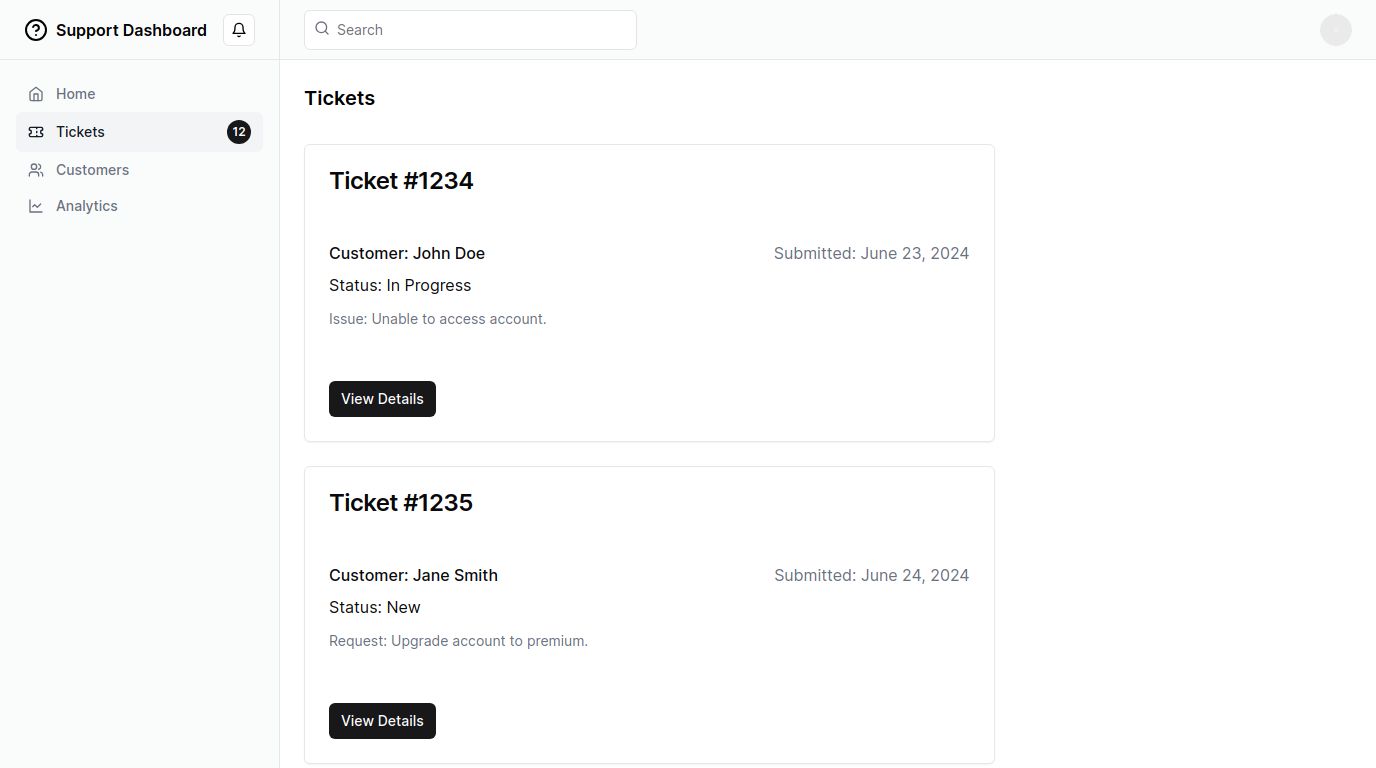 Support Dashboard
Search
Home
Tickets
12
Customers
Analytics
Tickets
Ticket #1234
Customer: John Doe
Submitted: June 23, 2024
Status: In Progress
Issue: Unable to access account.
View Details
Ticket #1235
Customer: Jane Smith
Submitted: June 24, 2024
Status: New
Request: Upgrade account to premium.
View Details